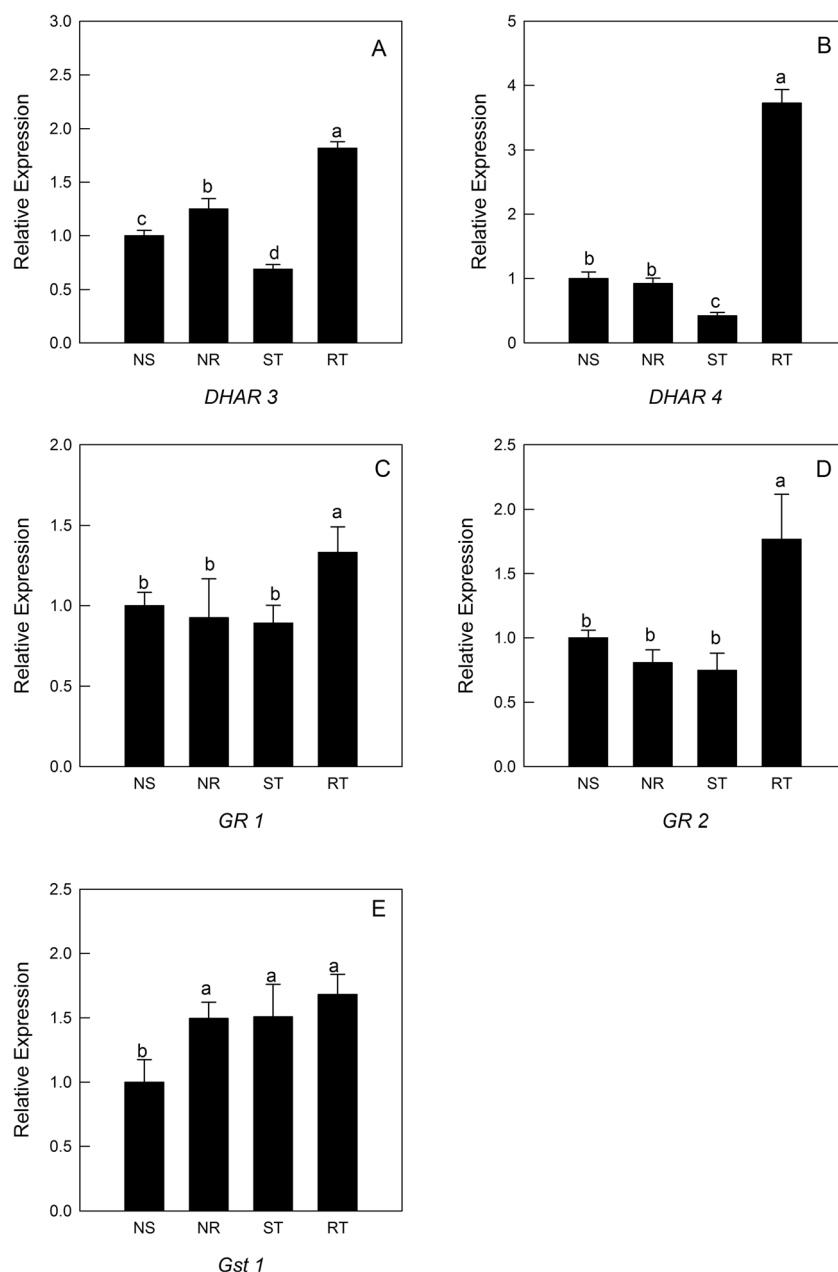 A
3.0
2.5
2.0
1.5
1.0
0.5
0.0
Relative Expression
c
b
d
a
NS NR ST RT
DHAR 3
B
5
4
3
2
1
0
Relative Expression
b
b
c
a
NS NR ST RT
DHAR 4
C
2.0
1.5
1.0
0.5
0.0
Relative Expression
b
b
b
a
NS NR ST RT
GR 1
D
2.5
2.0
1.5
1.0
0.5
0.0
Relative Expression
b
b
b
a
NS NR ST RT
GR 2
E
2.5
2.0
1.5
1.0
0.5
0.0
Relative Expression
b
a
a
a
NS NR ST RT
Gst 1